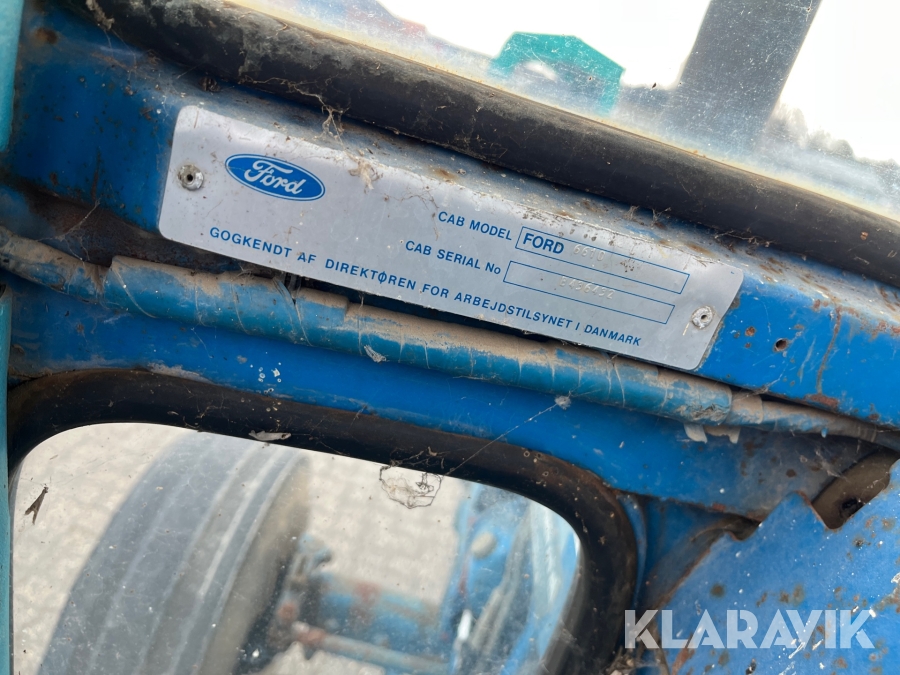 Ford
CAB MODEL FORD
CAB SERIAL No
GOGKENDT AF DIREKTØREN FOR ARBEJDSTILSYNET I DANMARK
KLARAVIK